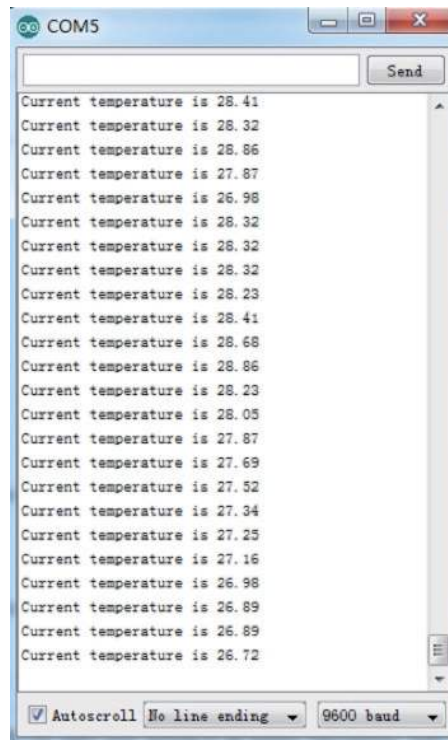 COM5
Send
Current temperature is 28.41
Current temperature is 28.32
Current temperature is 28.86
Current temperature is 27.87
Current temperature is 26.98
Current temperature is 28.32
Current temperature is 28.32
Current temperature is 28.32
Current temperature is 28.23
Current temperature is 28.41
Current temperature is 28.68
Current temperature is 28.86
Current temperature is 28.23
Current temperature is 28.05
Current temperature is 27.87
Current temperature is 27.69
Current temperature is 27.52
Current temperature is 27.34
Current temperature is 27.25
Current temperature is 27.16
Current temperature is 26.98
Current temperature is 26.89
Current temperature is 26.89
Current temperature is 26.72
Autoscroll No line ending 9600 baud